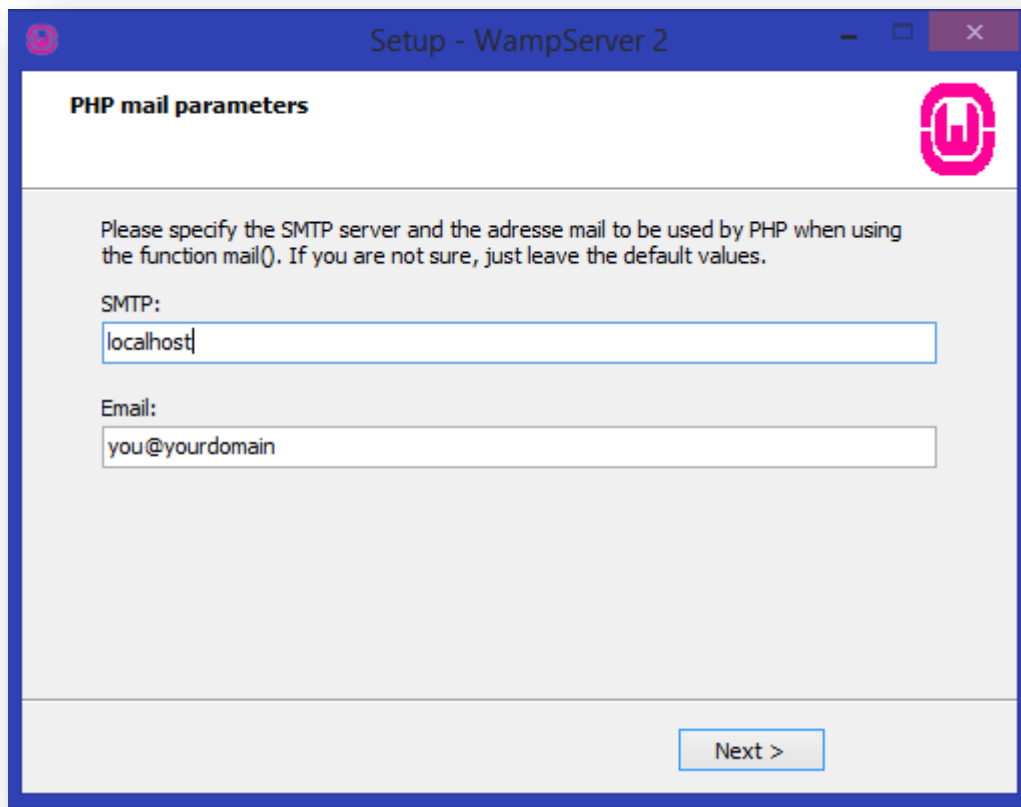 Setup - WampServer 2
PHP mail parameters
Please specify the SMTP server and the adresse mail to be used by PHP when using
the function mail(). If you are not sure, just leave the default values.
SMTP:
localhost
Email:
you@yourdomain
Next >